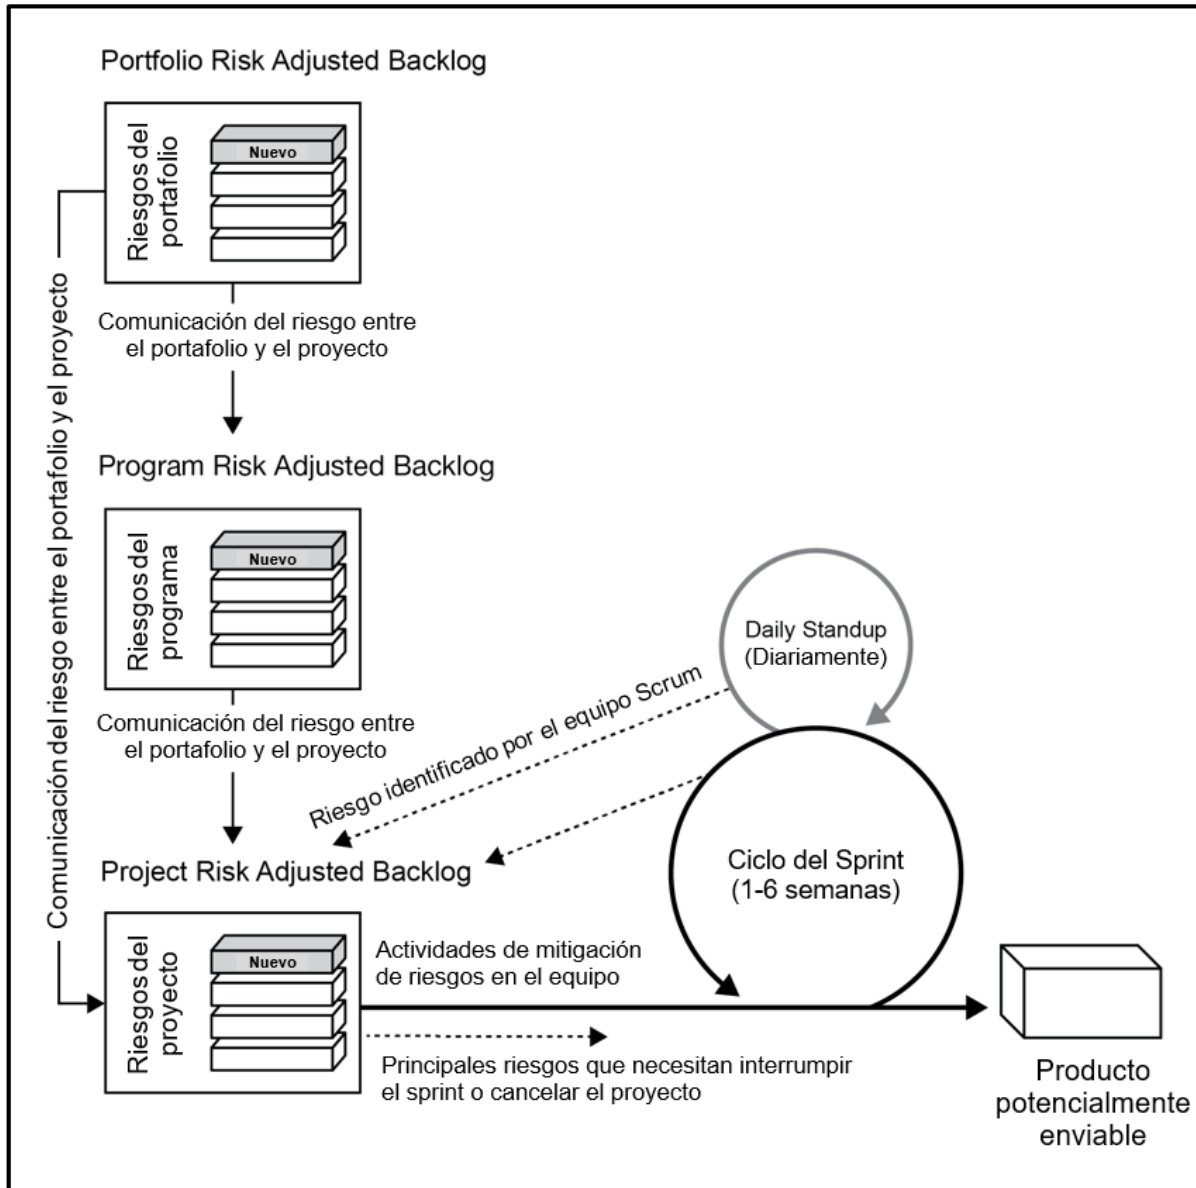 Portfolio Risk Adjusted Backlog
Riesgos del
portafolio
Nuevo
Comunicación del riesgo entre
el portafolio y el proyecto
Comunicación del riesgo entre el portafolio y el proyecto
Program Risk Adjusted Backlog
Riesgos del
programa
Nuevo
Comunicación del riesgo entre
el portafolio y el proyecto
Daily Standup
(Diariamente)
Riesgo identificado por el equipo Scrum
Project Risk Adjusted Backlog
Ciclo del Sprint
(1-6 semanas)
Riesgos del
proyecto
Nuevo
Actividades de mitigación
de riesgos en el equipo
Principales riesgos que necesitan interrumpir
el sprint o cancelar el proyecto
Producto
potencialmente
enviable